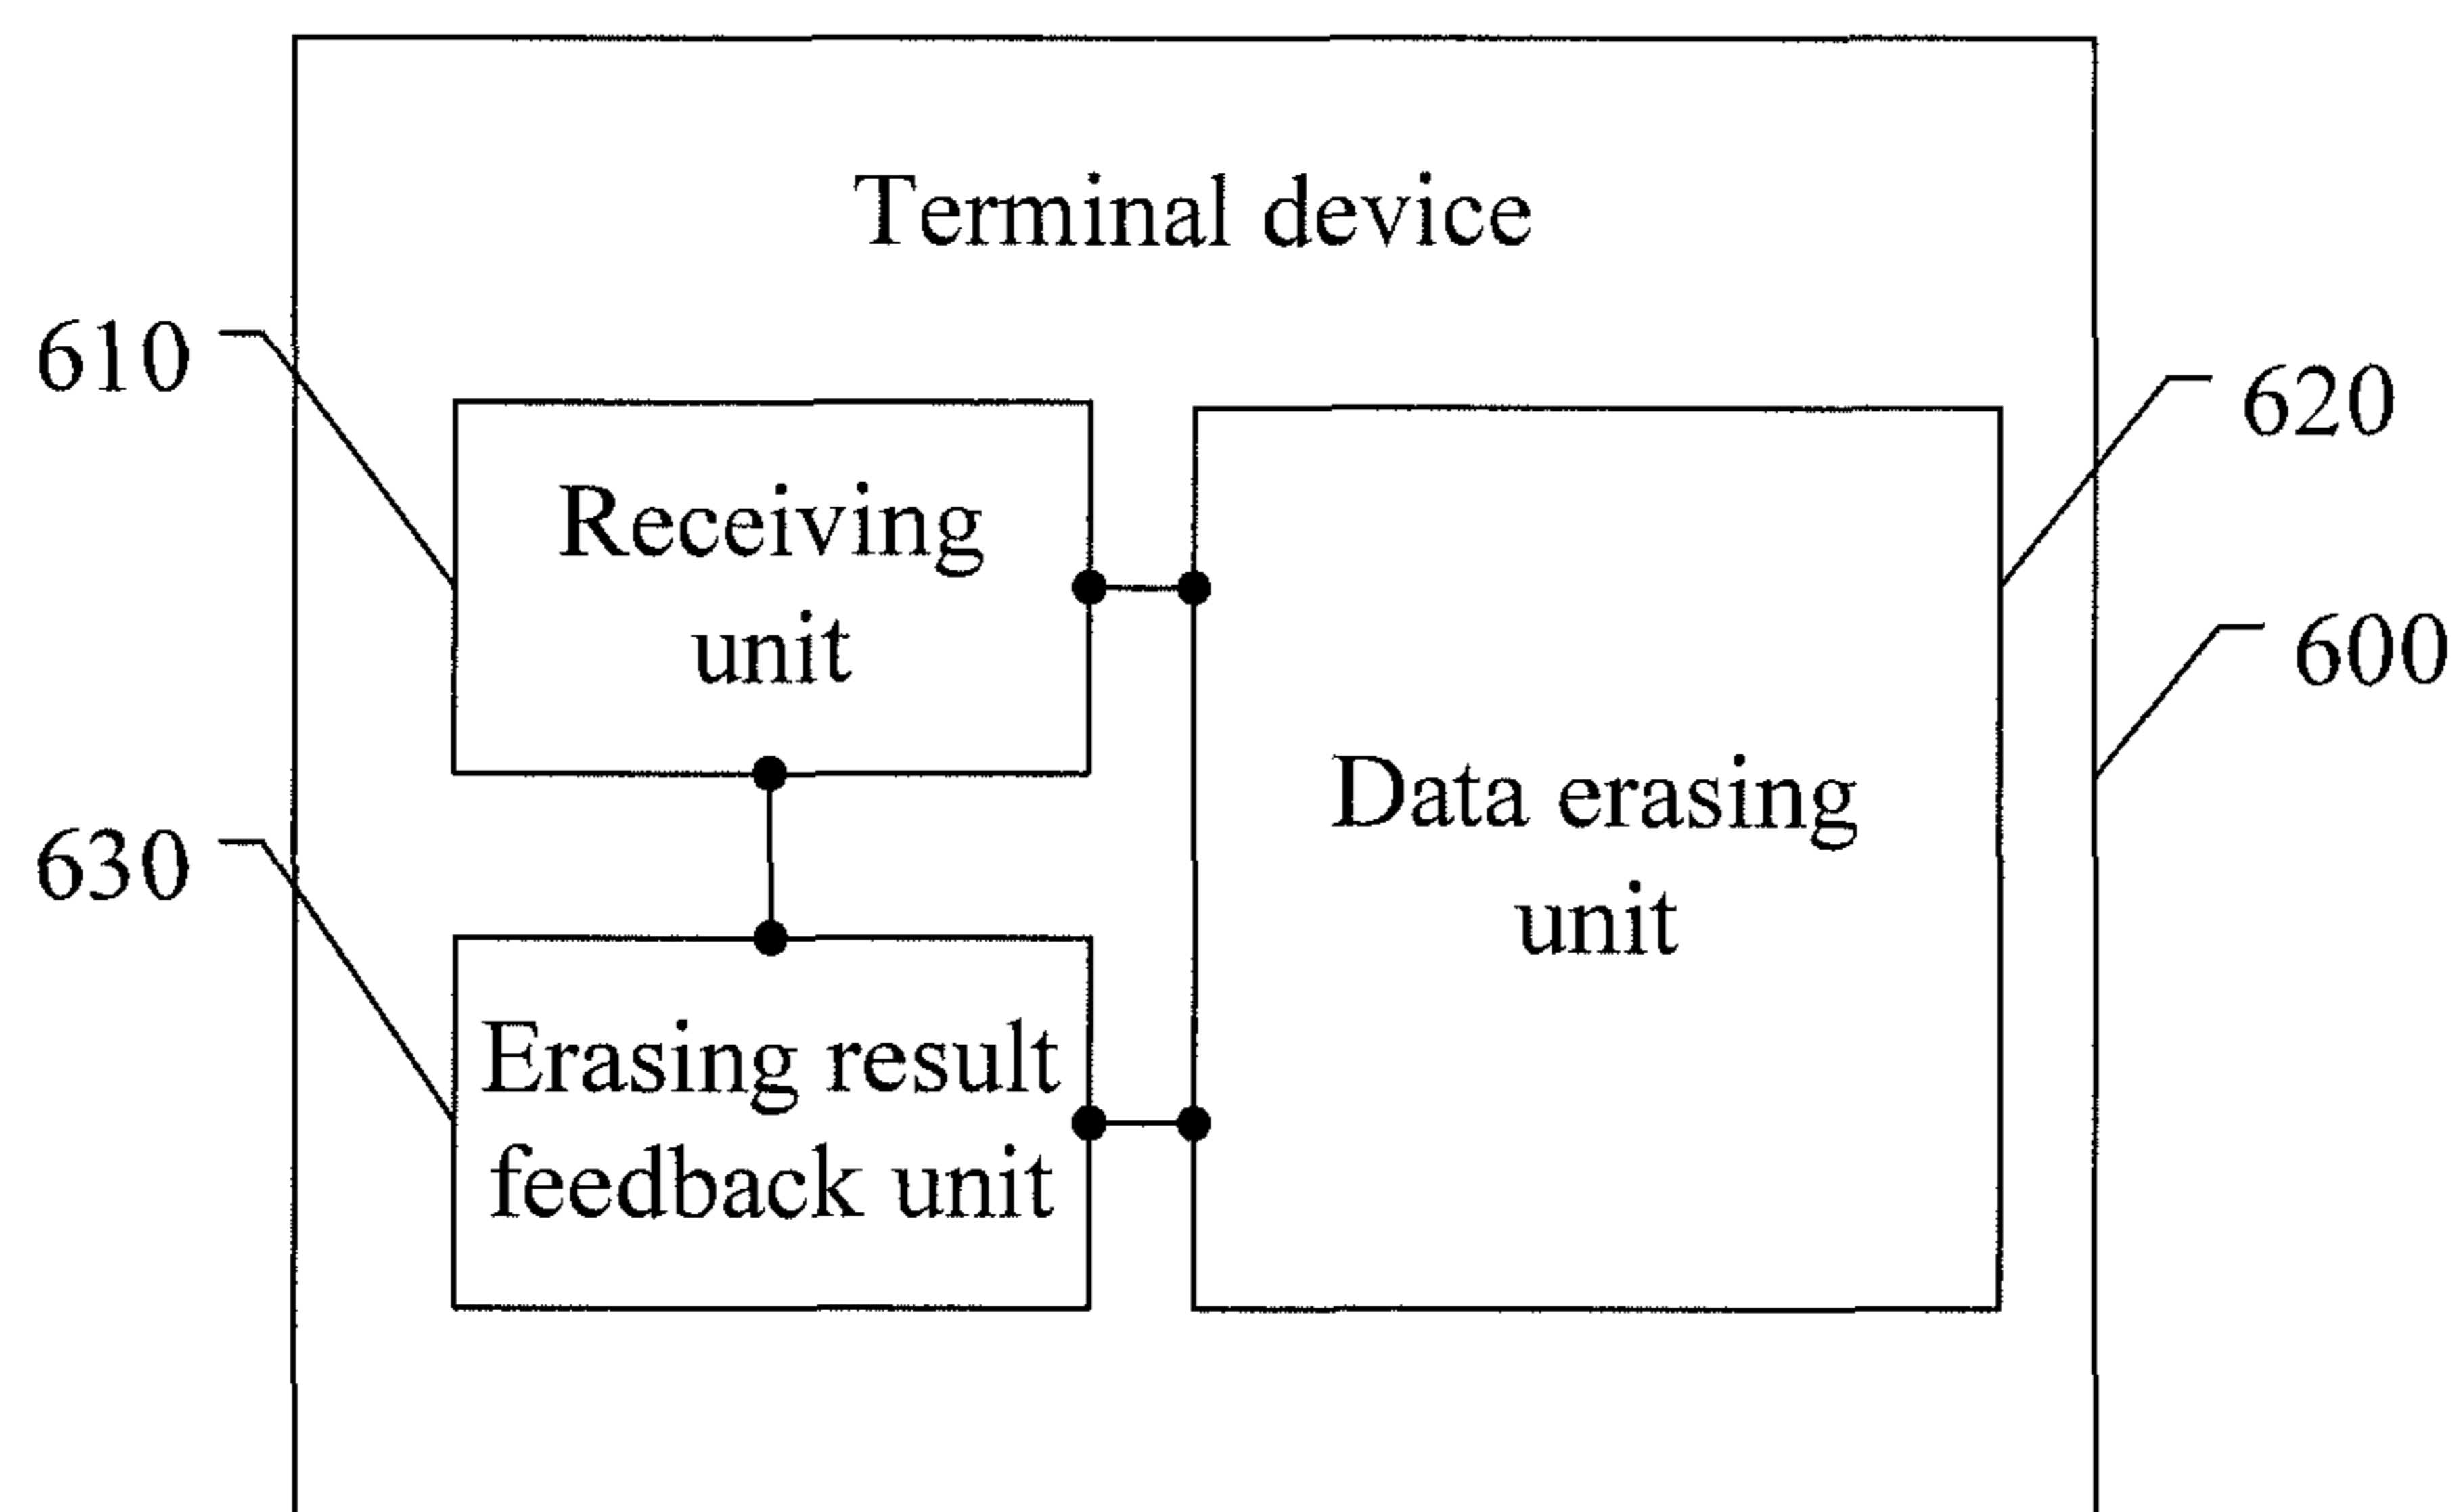 Terminal device
610
620
Receiving
unit
600
Data erasing
unit
630
Erasing result
feedback unit